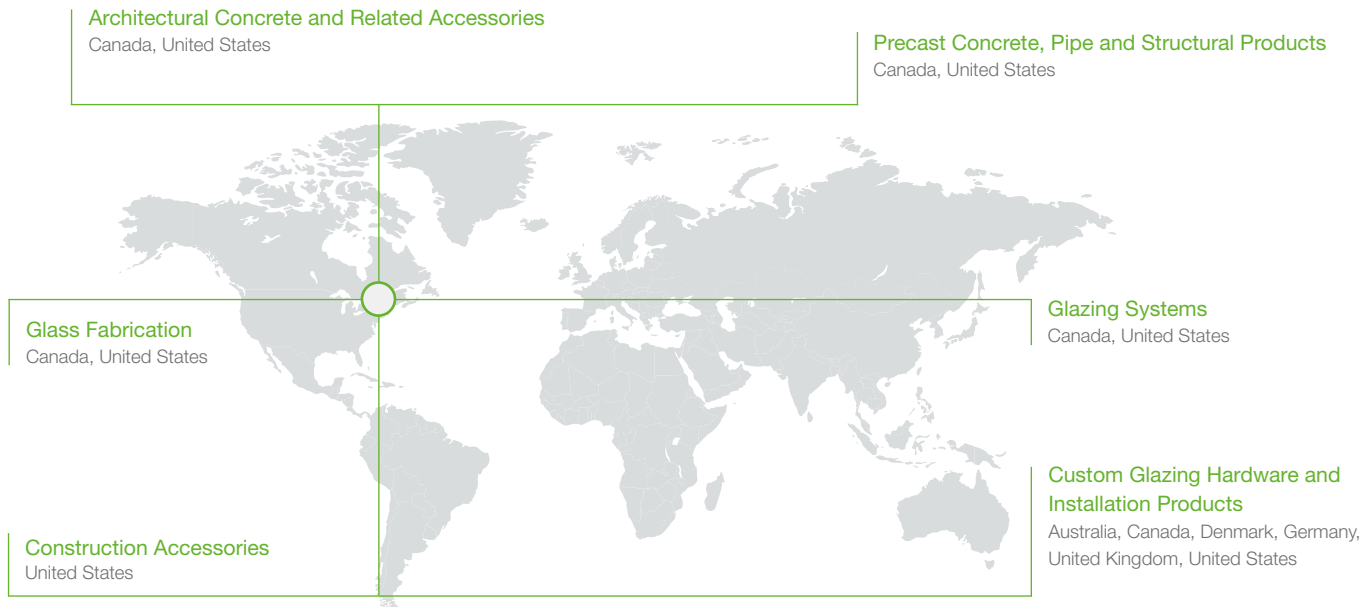 Architectural Concrete and Related Accessories
Canada, United States
Precast Concrete, Pipe and Structural Products
Canada, United States
Glass Fabrication
Canada, United States
Glazing Systems
Canada, United States
Custom Glazing Hardware and
Installation Products
Australia, Canada, Denmark, Germany,
United Kingdom, United States
Construction Accessories
United States